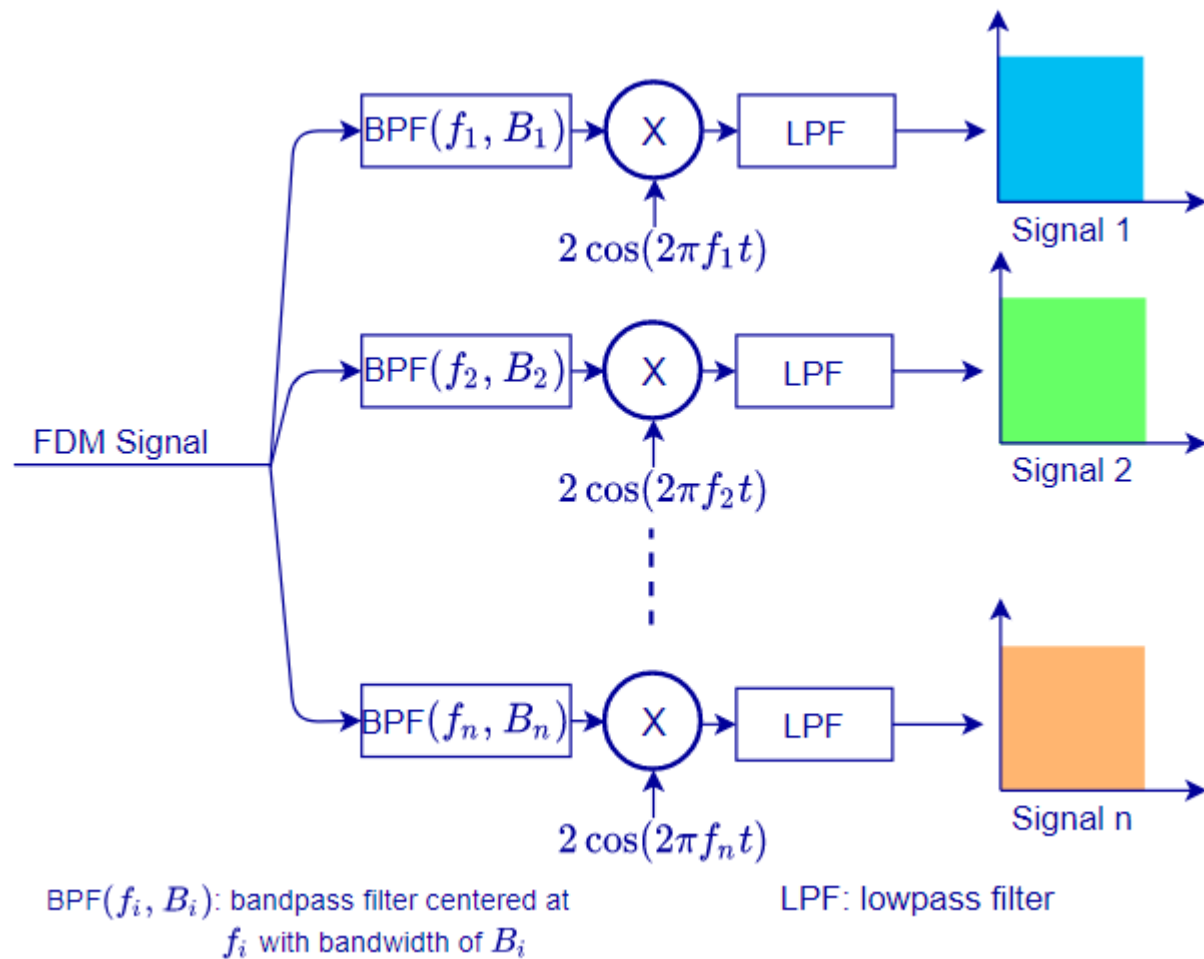 BPF(f₁, B₁)
X
LPF
2 cos(2πf₁t)
Signal 1
BPF(f₂, B₂)
X
LPF
FDM Signal
2 cos(2πf₂t)
Signal 2
BPF(fₙ, Bₙ)
X
LPF
2 cos(2πfₙt)
Signal n
BPF(fᵢ, Bᵢ): bandpass filter centered at
fᵢ with bandwidth of Bᵢ
LPF: lowpass filter